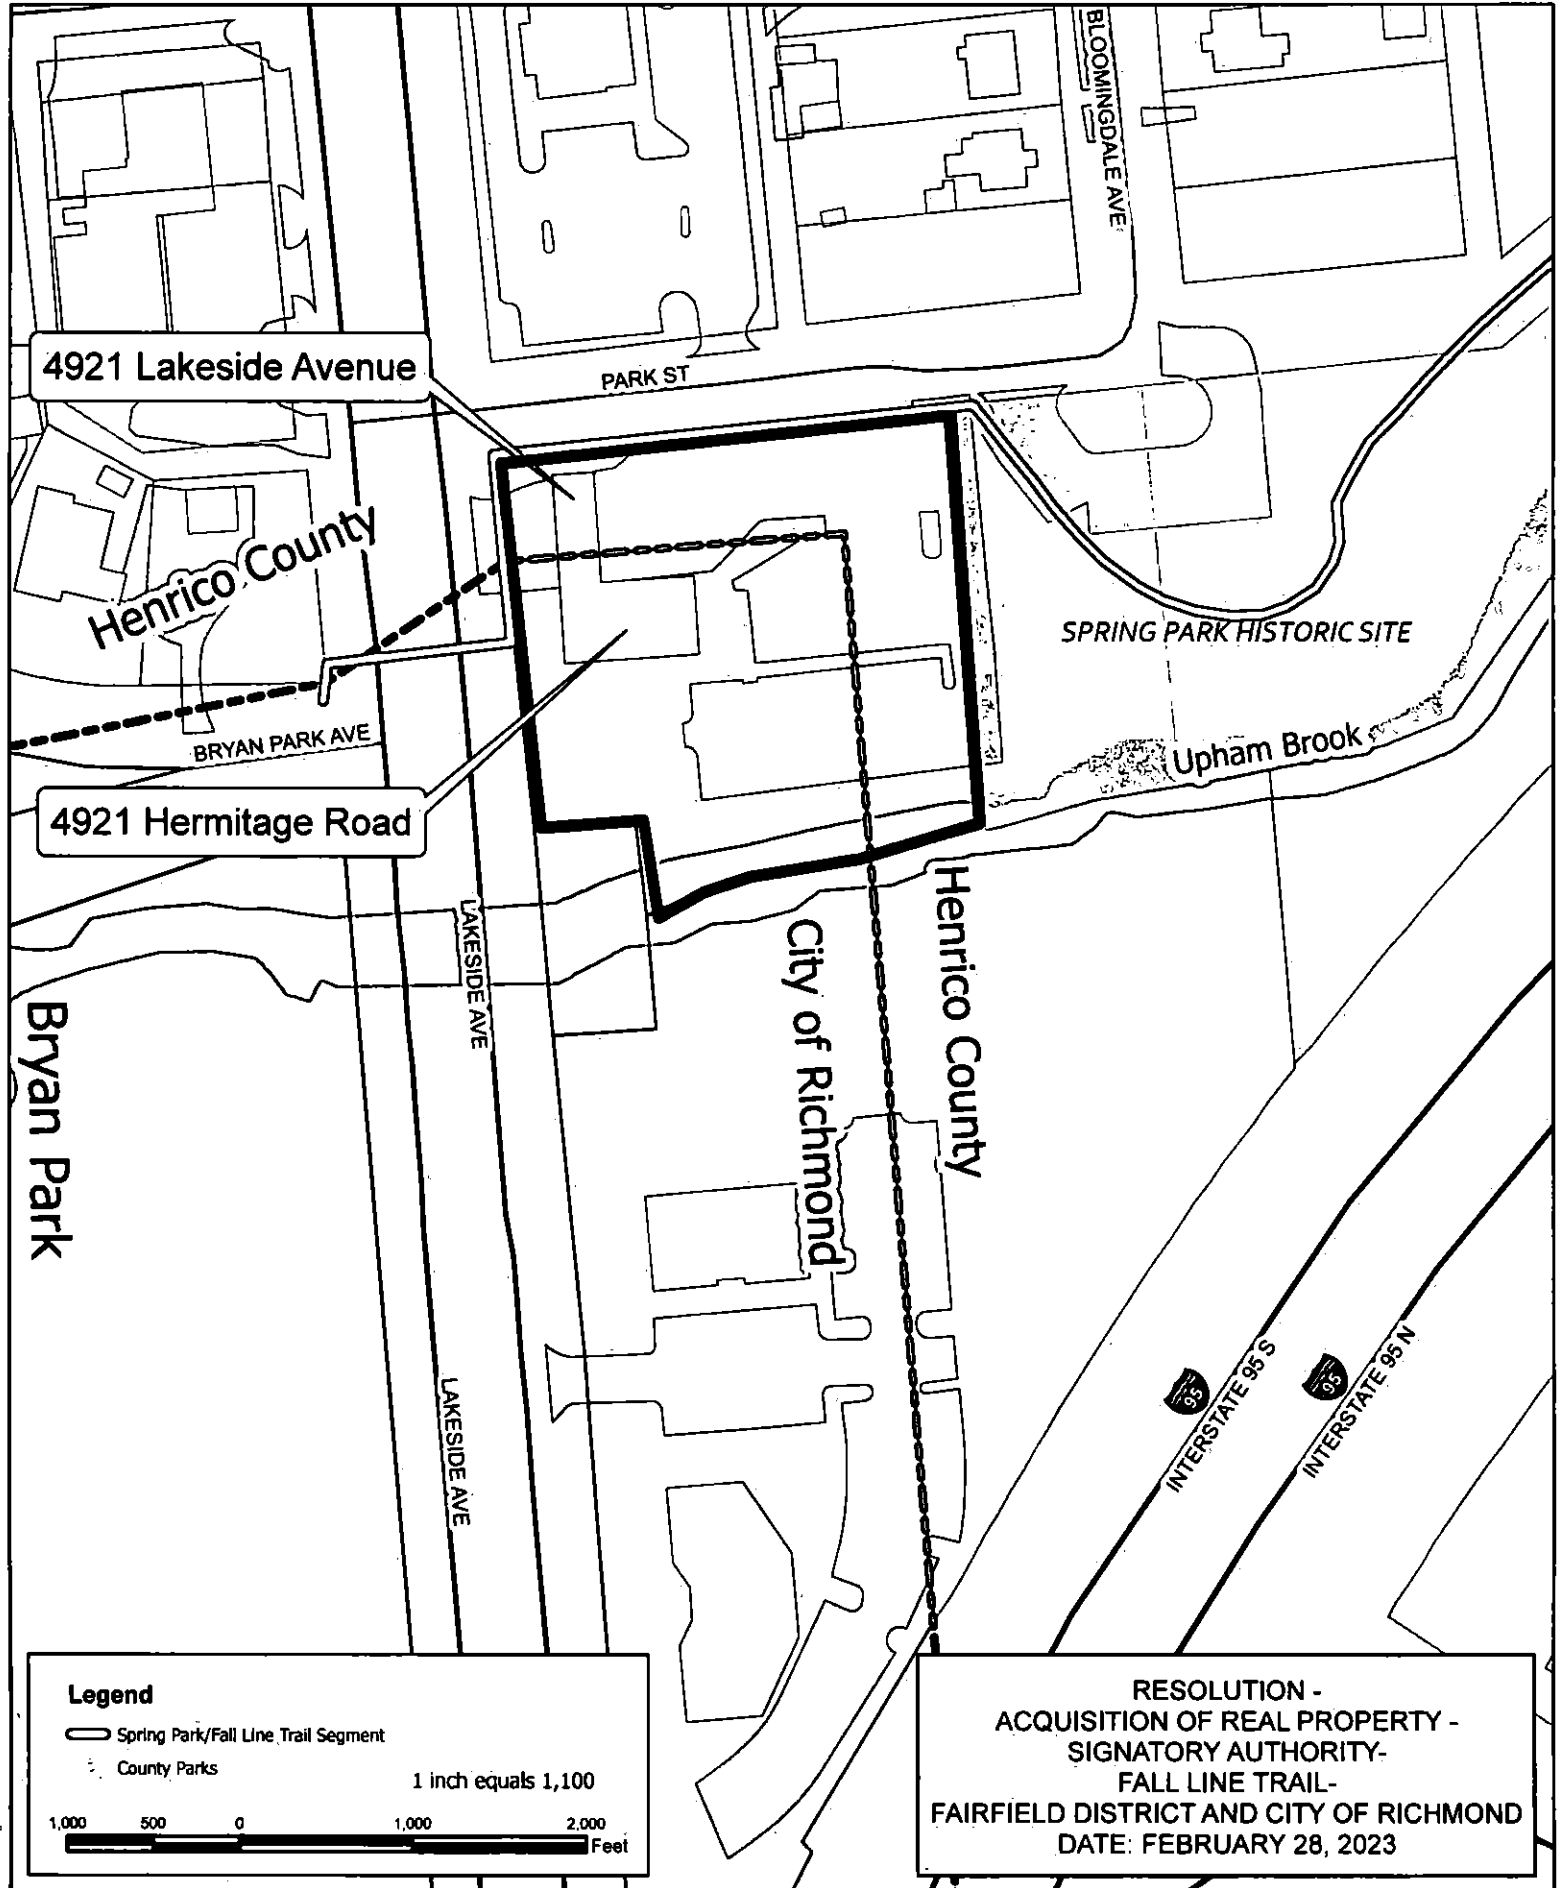 BLOOMINGDALE AVE
4921 Lakeside Avenue
PARK ST
Henrico County
SPRING PARK HISTORIC SITE
BRYAN PARK AVE
Upham Brook
4921 Hermitage Road
LAKESIDE AVE
Henrico County
City of Richmond
Bryan Park
LAKESIDE AVE
95
INTERSTATE 95 S
95
INTERSTATE 95 N
Legend
Spring Park/Fall Line Trail Segment
County Parks
1 inch equals 1,100
1,000 500 0 1,000 2,000
Feet
RESOLUTION -
ACQUISITION OF REAL PROPERTY -
SIGNATORY AUTHORITY-
FALL LINE TRAIL-
FAIRFIELD DISTRICT AND CITY OF RICHMOND
DATE: FEBRUARY 28, 2023